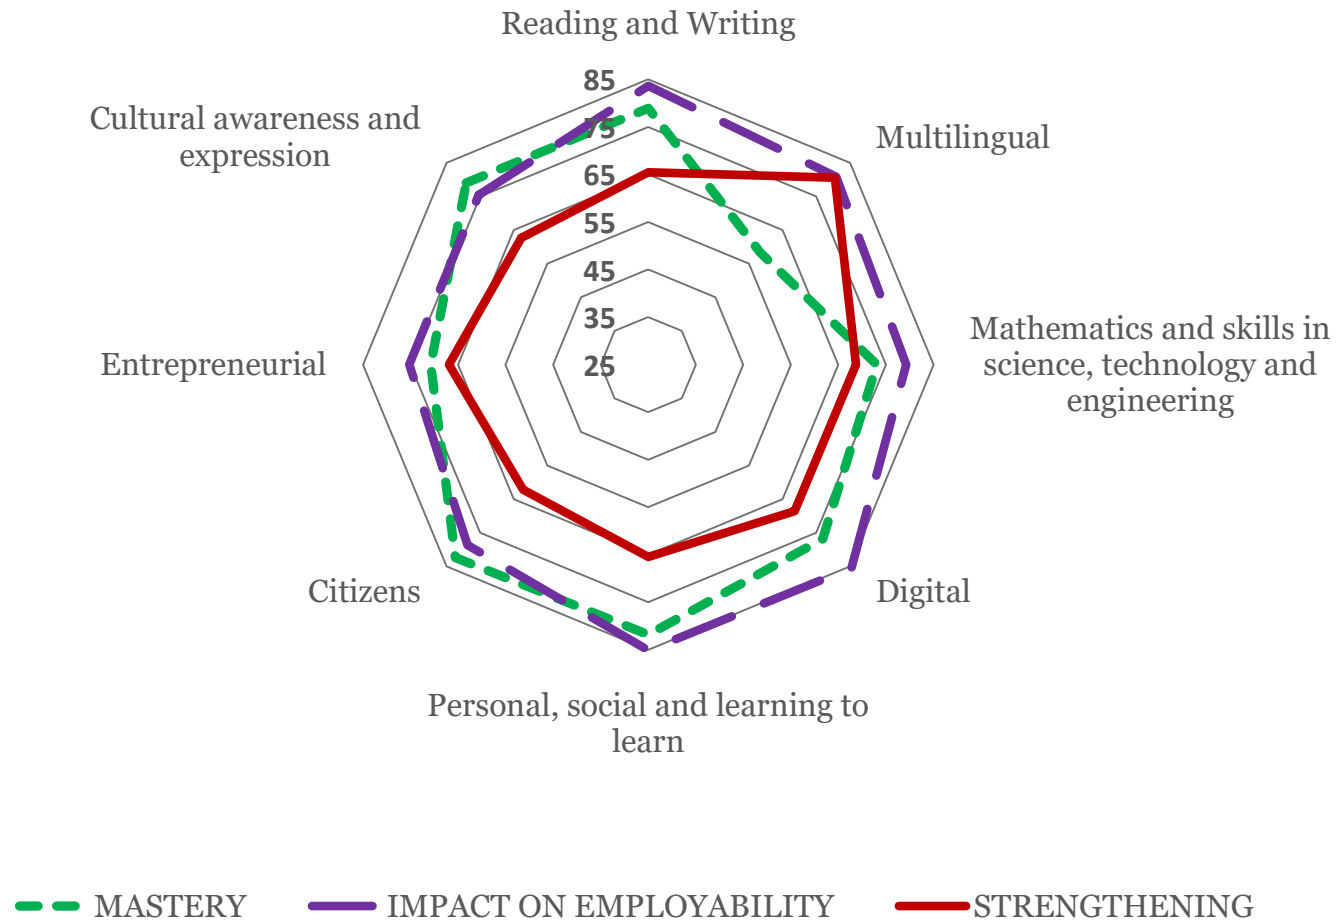 Reading and Writing
85
Cultural awareness and
expression
75
Multilingual
65
55
45
35
Entrepreneurial
25
Mathematics and skills in
science, technology and
engineering
Citizens
Digital
Personal, social and learning to
learn
MASTERY
IMPACT ON EMPLOYABILITY
STRENGTHENING